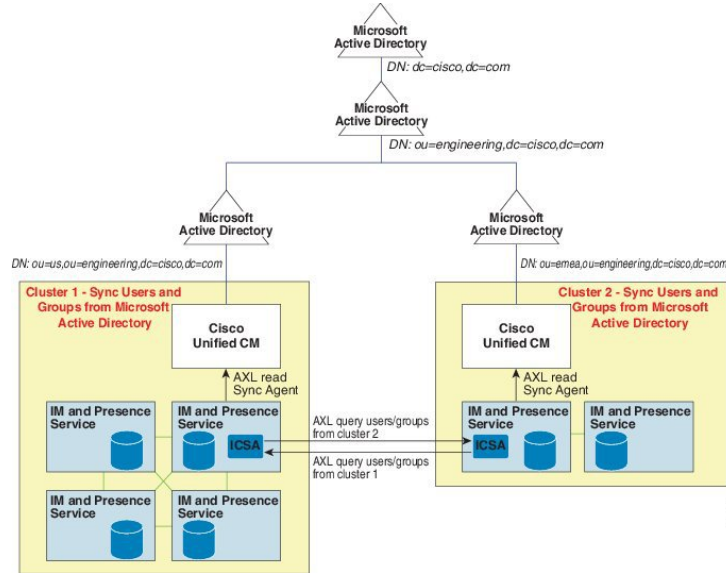 Microsoft
Active Directory
DN: dc=cisco,dc=com
Microsoft
Active Directory
DN: ou=engineering,dc=cisco,dc=com
Microsoft
Active Directory
Microsoft
Active Directory
DN: ou=us,ou=engineering,dc=cisco,dc=com
DN: ou=emea,ou=engineering,dc=cisco,dc=com
Cluster 1 - Sync Users and
Groups from Microsoft
Active Directory
Cisco
Unified CM
AXL read
Sync Agent
IM and Presence
Service
IM and Presence
Service
ICSA
IM and Presence
Service
IM and Presence
Service
AXL query users/groups
from cluster 2
AXL query users/groups
from cluster 1
Cluster 2 - Sync Users and
Groups from Microsoft
Active Directory
Cisco
Unified CM
AXL read
Sync Agent
IM and Presence
Service
ICSA
IM and Presence
Service